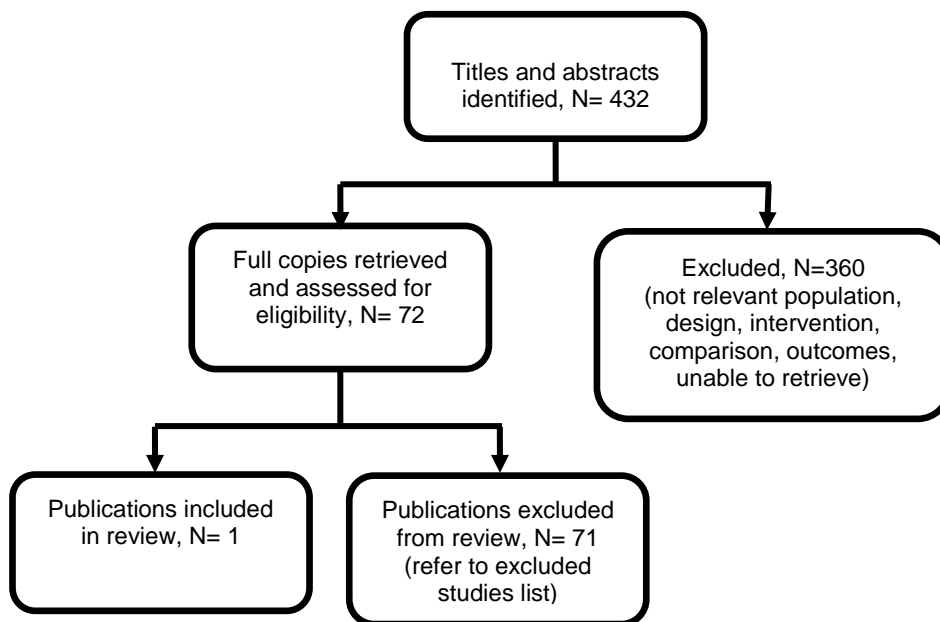 Titles and abstracts
identified, N= 432
Full copies retrieved
and assessed for
eligibility, N= 72
Excluded, N=360
(not relevant population,
design, intervention,
comparison, outcomes,
unable to retrieve)
Publications included
in review, N= 1
Publications excluded
from review, N= 71
(refer to excluded
studies list)